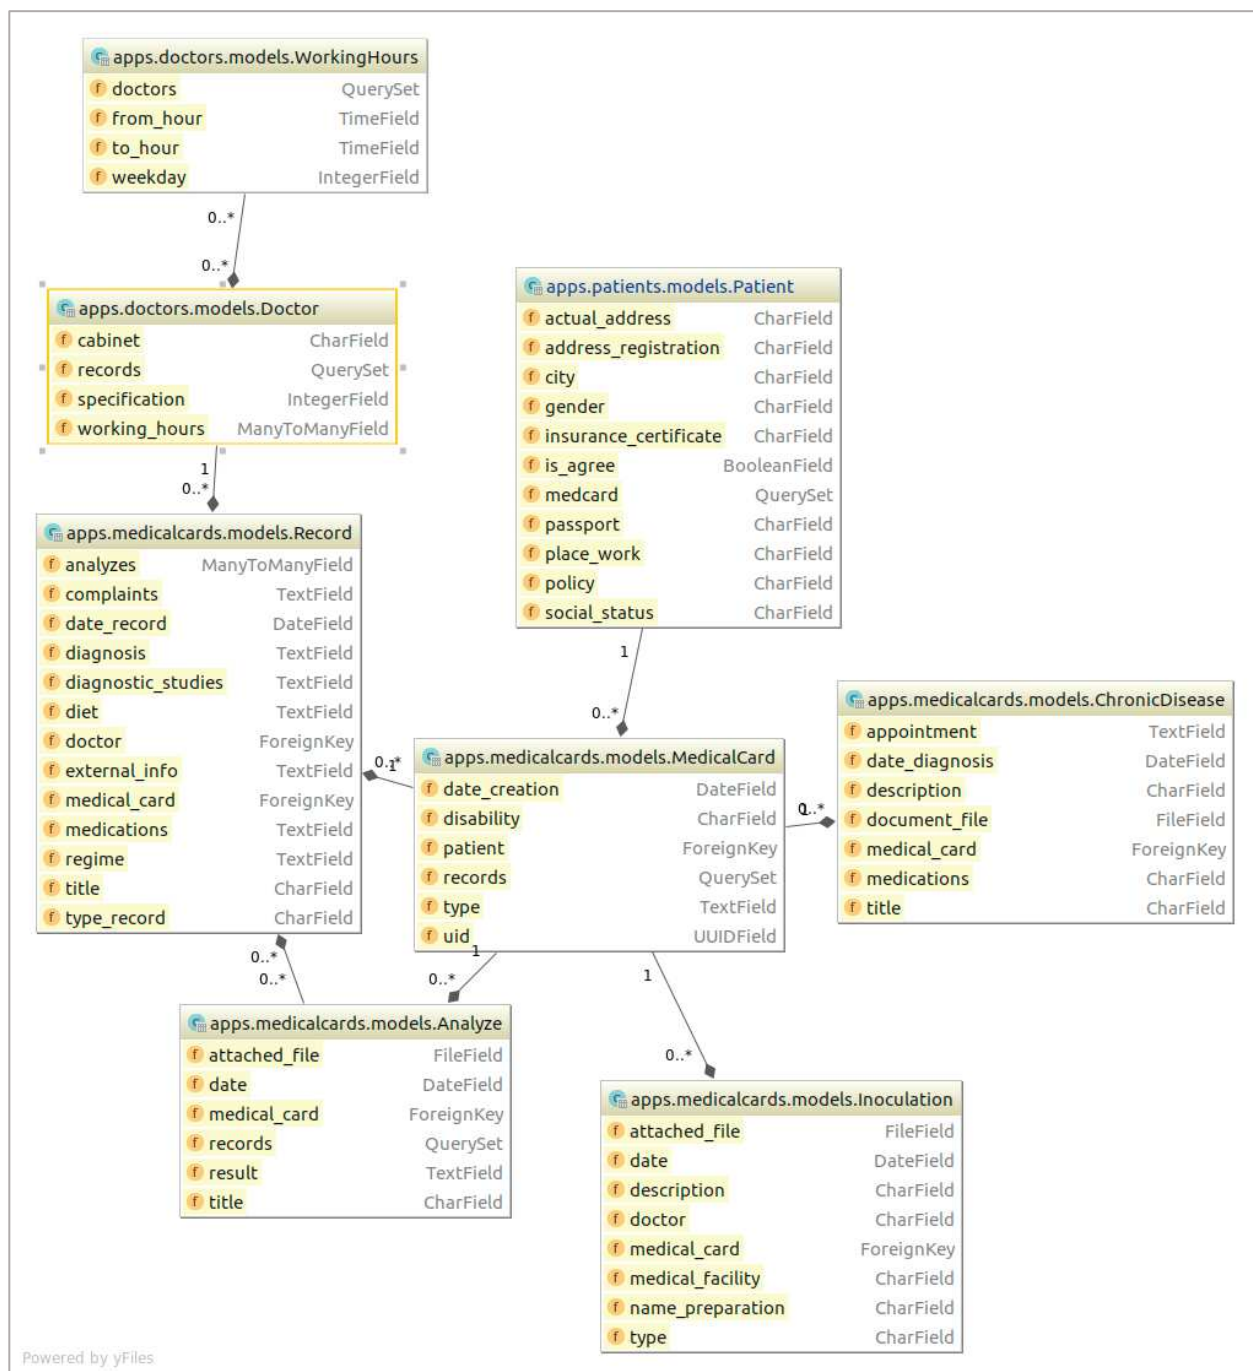 apps.doctors.models.WorkingHours
doctors QuerySet
from_hour TimeField
to_hour TimeField
weekday IntegerField
0..*
0..*
apps.doctors.models.Doctor
cabinet CharField
records QuerySet
specification IntegerField
working_hours ManyToManyField
1
0..*
apps.patients.models.Patient
actual_address CharField
address_registration CharField
city CharField
gender CharField
insurance_certificate CharField
is_agree BooleanField
medcard QuerySet
passport CharField
place_work CharField
policy CharField
social_status CharField
1
0..*
apps.medicalcards.models.Record
analyzes ManyToManyField
complaints TextField
date_record DateField
diagnosis TextField
diagnostic_studies TextField
diet TextField
doctor ForeignKey
external_info TextField
medical_card ForeignKey
medications TextField
regime TextField
title CharField
type_record CharField
0..*
1
apps.medicalcards.models.MedicalCard
date_creation DateField
disability CharField
patient ForeignKey
records QuerySet
type TextField
uid UUIDField
0..*
1
apps.medicalcards.models.ChronicDisease
appointment TextField
date_diagnosis DateField
description CharField
document_file FileField
medical_card ForeignKey
medications CharField
title CharField
0..*
0..*
1
0..*
1
0..*
apps.medicalcards.models.Analyze
attached_file FileField
date DateField
medical_card ForeignKey
records QuerySet
result TextField
title CharField
apps.medicalcards.models.Inoculation
attached_file FileField
date DateField
description CharField
doctor CharField
medical_card ForeignKey
medical_facility CharField
name_preparation CharField
type CharField
Powered by yFiles